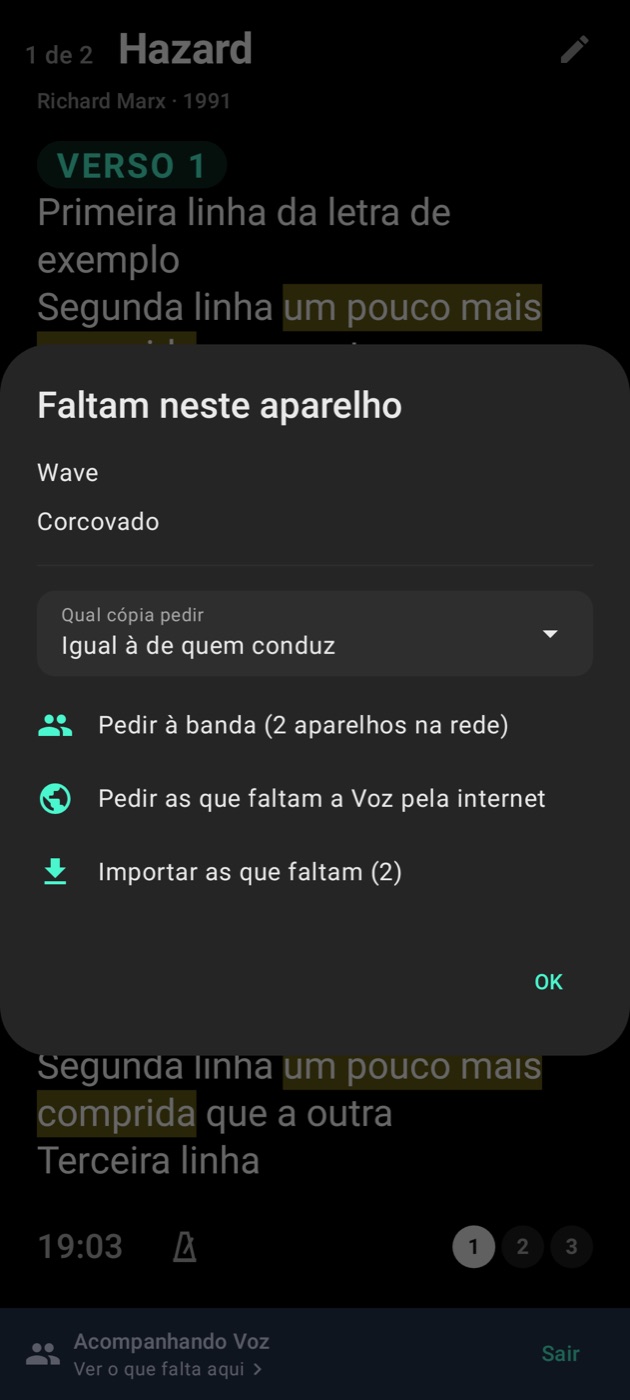 1 de 2 Hazard
Richard Marx · 1991
VERSO 1
Primeira linha da letra de
exemplo
Segunda linha um pouco mais
Faltam neste aparelho
Wave
Corcovado
Qual cópia pedir
Igual à de quem conduz
Pedir à banda (2 aparelhos na rede)
Pedir as que faltam a Voz pela internet
Importar as que faltam (2)
OK
Segunda linha um pouco mais
comprida que a outra
Terceira linha
19:03 1 2 3
Acompanhando Voz
Ver o que falta aqui >
Sair